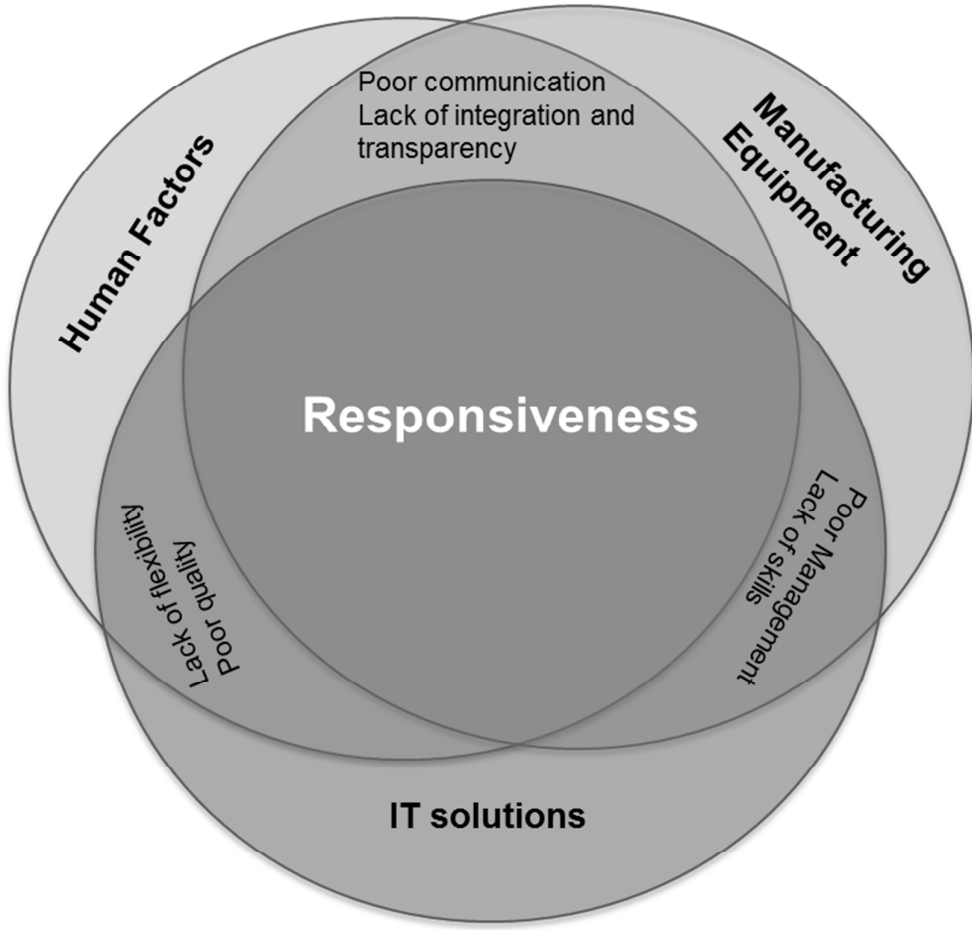 Poor communication
Lack of integration and
transparency
Human Factors
Manufacturing
Equipment
Responsiveness
Lack of flexibility
Poor quality
Poor Management
Lack of skills
IT solutions